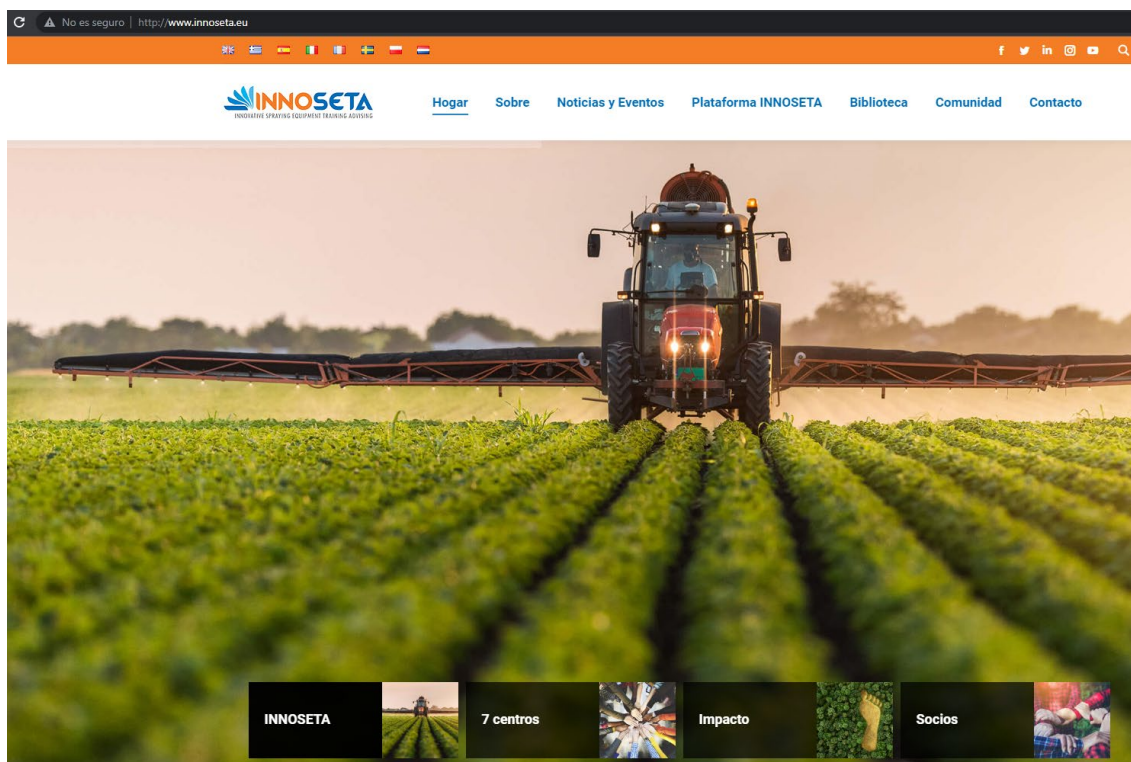 No es seguro | http://www.innoseta.eu
INNOSETA
INNOVATIVE SPRAYING EQUIPMENT TRAINING ADVISING
Hogar Sobre Noticias y Eventos Plataforma INNOSETA Biblioteca Comunidad Contacto
INNOSETA 7 centros Impacto Socios